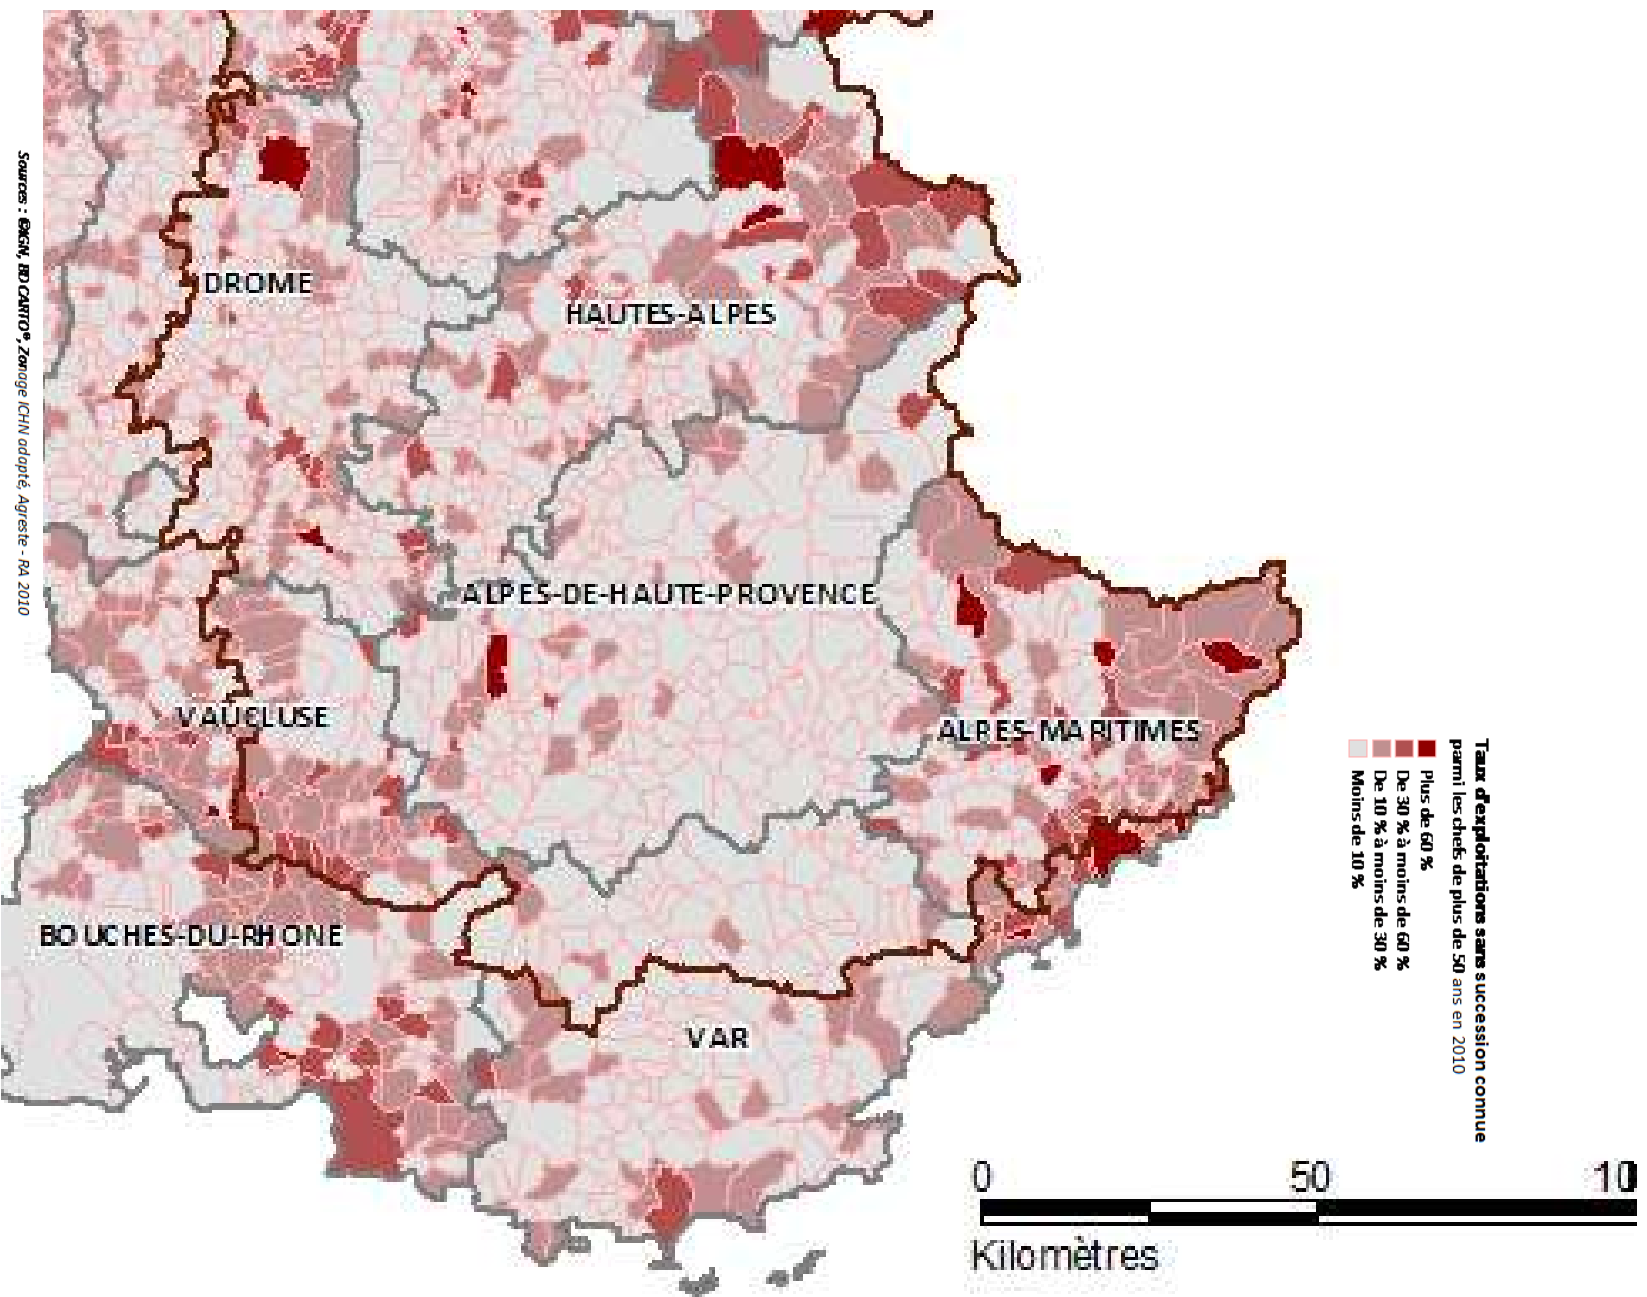 DROME
HAUTES-ALPES
ALPES-DE-HAUTE-PROVENCE
VAUCLUSE
ALPES-MARITIMES
BOUCHES-DU-RHONE
VAR
Sources : ©IGN, BD CARTO®, Zonage ICHN adapté, Agreste - RA 2010
Taux d'exploitations sans succession connue
parmi les chefs de plus de 50 ans en 2010
Plus de 60 %
De 30 % à moins de 60 %
De 10 % à moins de 30 %
Moins de 10 %
0 50 10
Kilomètres